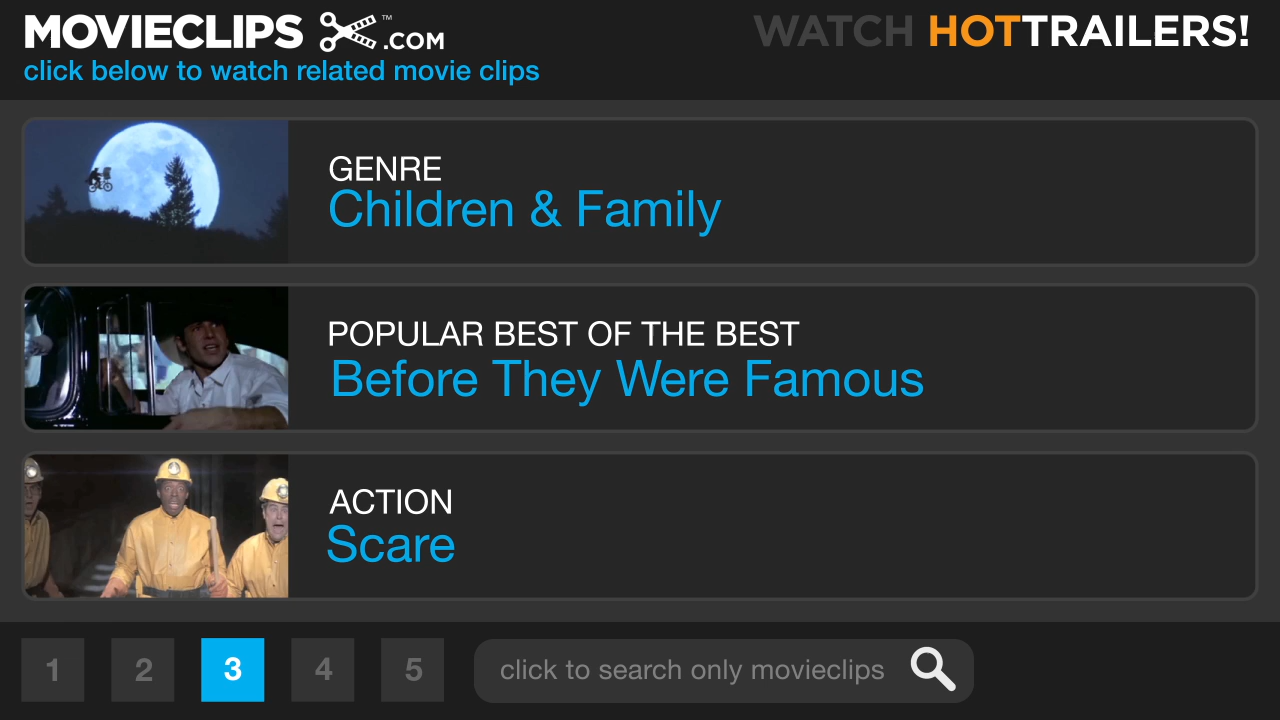 MOVIECLIPS ™ .COM
WATCH HOTTRAILERS!
click below to watch related movie clips
GENRE
Children & Family
POPULAR BEST OF THE BEST
Before They Were Famous
ACTION
Scare
1 2 3 4 5
click to search only movieclips